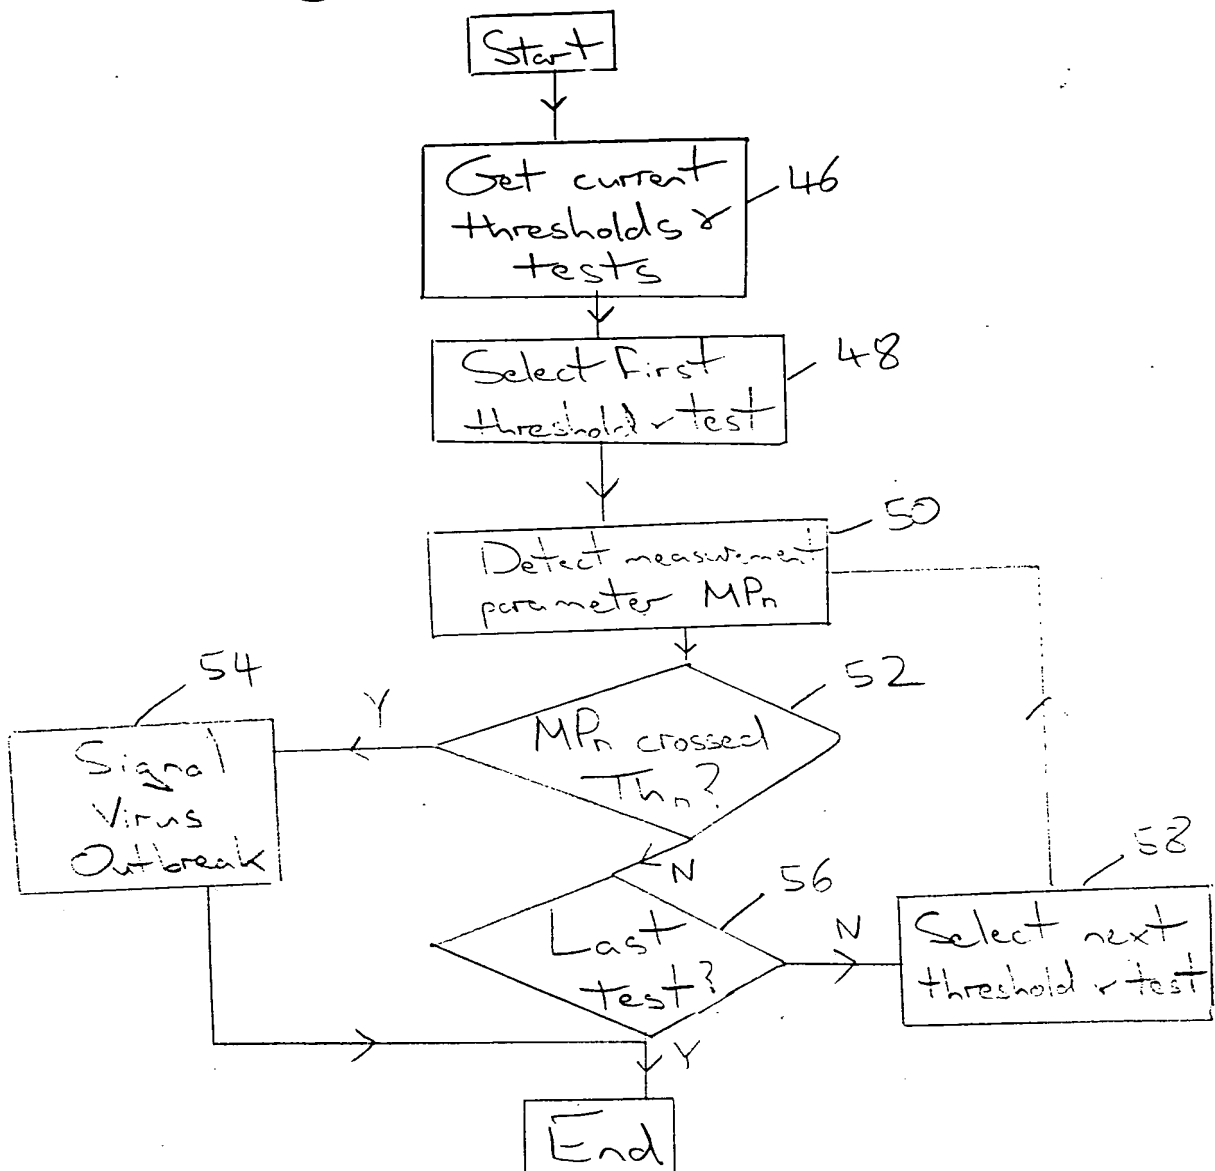 Start
Get current
thresholds &
tests
46
Select First
threshold & test
48
50
Detect measurement
parameter MPn
54
52
Y
MPn crossed
Thn?
Signal
Virus
Outbreak
N
56
58
Last
test?
N
Select next
threshold & test
Y
End